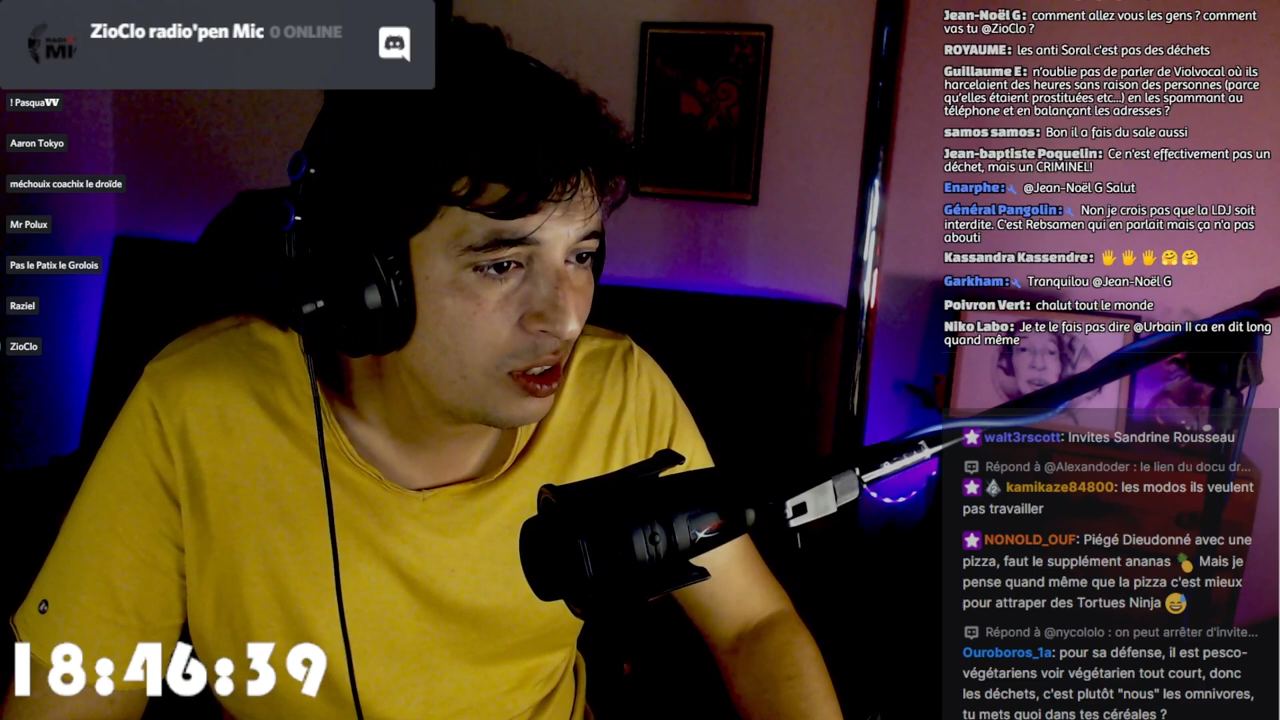 ZioClo radio'pen Mic 0 ONLINE
! PasquaVV
Aaron Tokyo
méchouix coachix le droïde
Mr Polux
Pas le Patix le Grolois
Raziel
ZioClo
18:46:39
Jean-Noël G : comment allez vous les gens ? comment
vas tu @ZioClo ?
ROYAUME : les anti Soral c'est pas des déchets
Guillaume E : n'oublie pas de parler de Violvocal où ils
harcelaient des heures sans raison des personnes (parce
qu'elles étaient prostituées etc...) en les spammant au
téléphone et en balançant les adresses ?
samos samos : Bon il a fais du sale aussi
Jean-baptiste Poquelin : Ce n'est effectivement pas un
déchet, mais un CRIMINEL!
Enarphe : @Jean-Noël G Salut
Général Pangolin : Non je crois pas que la LDJ soit
interdite. C'est Rebsamen qui en parlait mais ça n'a pas
abouti
Kassandra Kassendre : 🖐🖐🖐🤗🤗
Garkham : Tranquilou @Jean-Noël G
Poivron Vert : chalut tout le monde
Niko Labo : Je te le fais pas dire @Urbain II ca en dit long
quand même
walt3rscott: Invites Sandrine Rousseau
Répond à @Alexandoder : le lien du docu dr...
kamikaze84800: les modos ils veulent
pas travailler
NONOLD_OUF: Piégé Dieudonné avec une
pizza, faut le supplément ananas 🍍 Mais je
pense quand même que la pizza c'est mieux
pour attraper des Tortues Ninja 😅
Répond à @nycololo : on peut arrêter d'invite...
Ouroboros_1a: pour sa défense, il est pesco-
végétariens voir végétarien tout court, donc
les déchets, c'est plutôt "nous" les omnivores,
tu mets quoi dans tes céréales ?